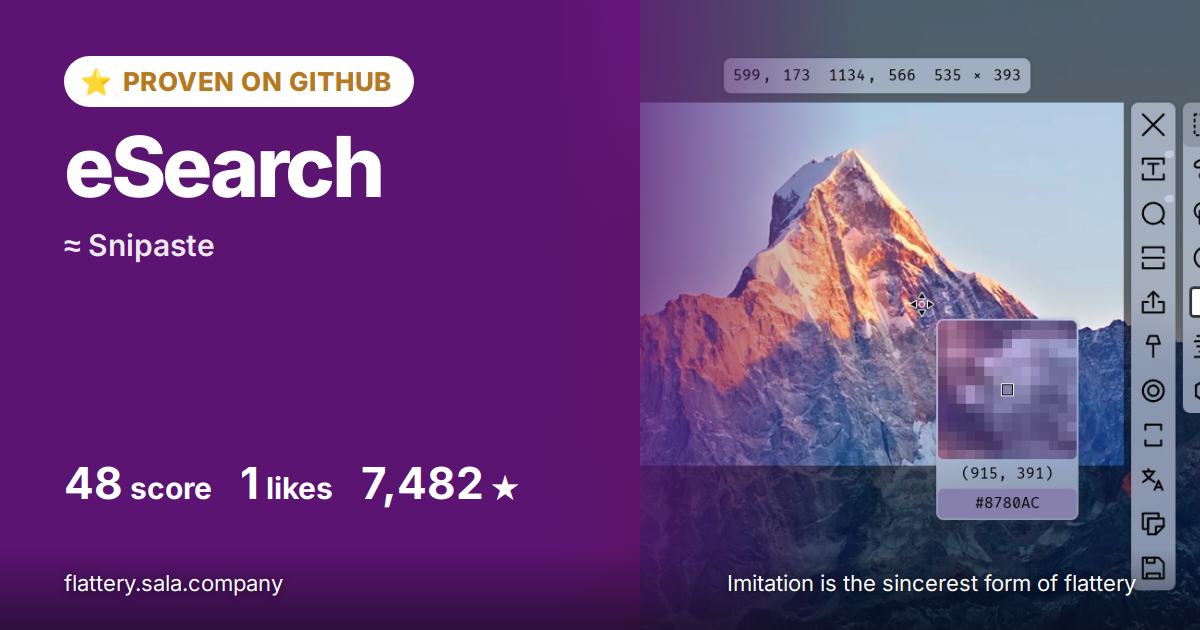 ⭐ PROVEN ON GITHUB
eSearch
≈ Snipaste
48 score 1 likes 7,482 ★
flattery.sala.company
599, 173 1134, 566 535 × 393
(915, 391)
#8780AC
Imitation is the sincerest form of flattery